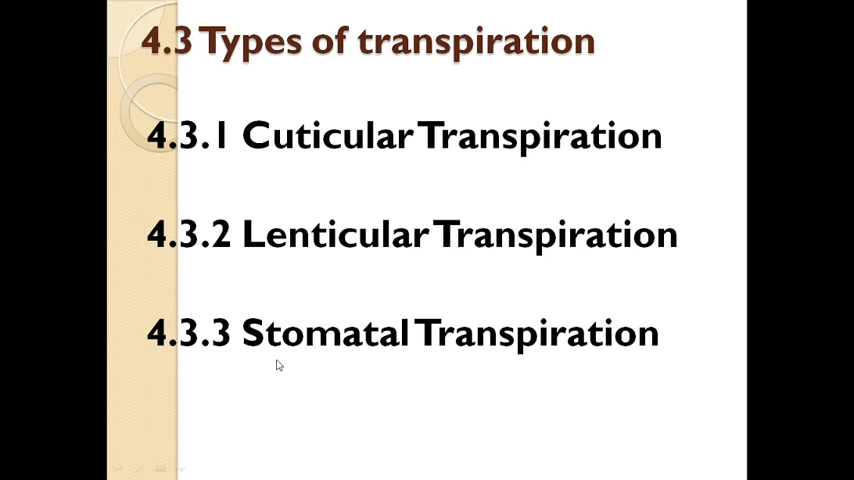 4.3 Types of transpiration
4.3.1 Cuticular Transpiration
4.3.2 Lenticular Transpiration
4.3.3 Stomatal Transpiration